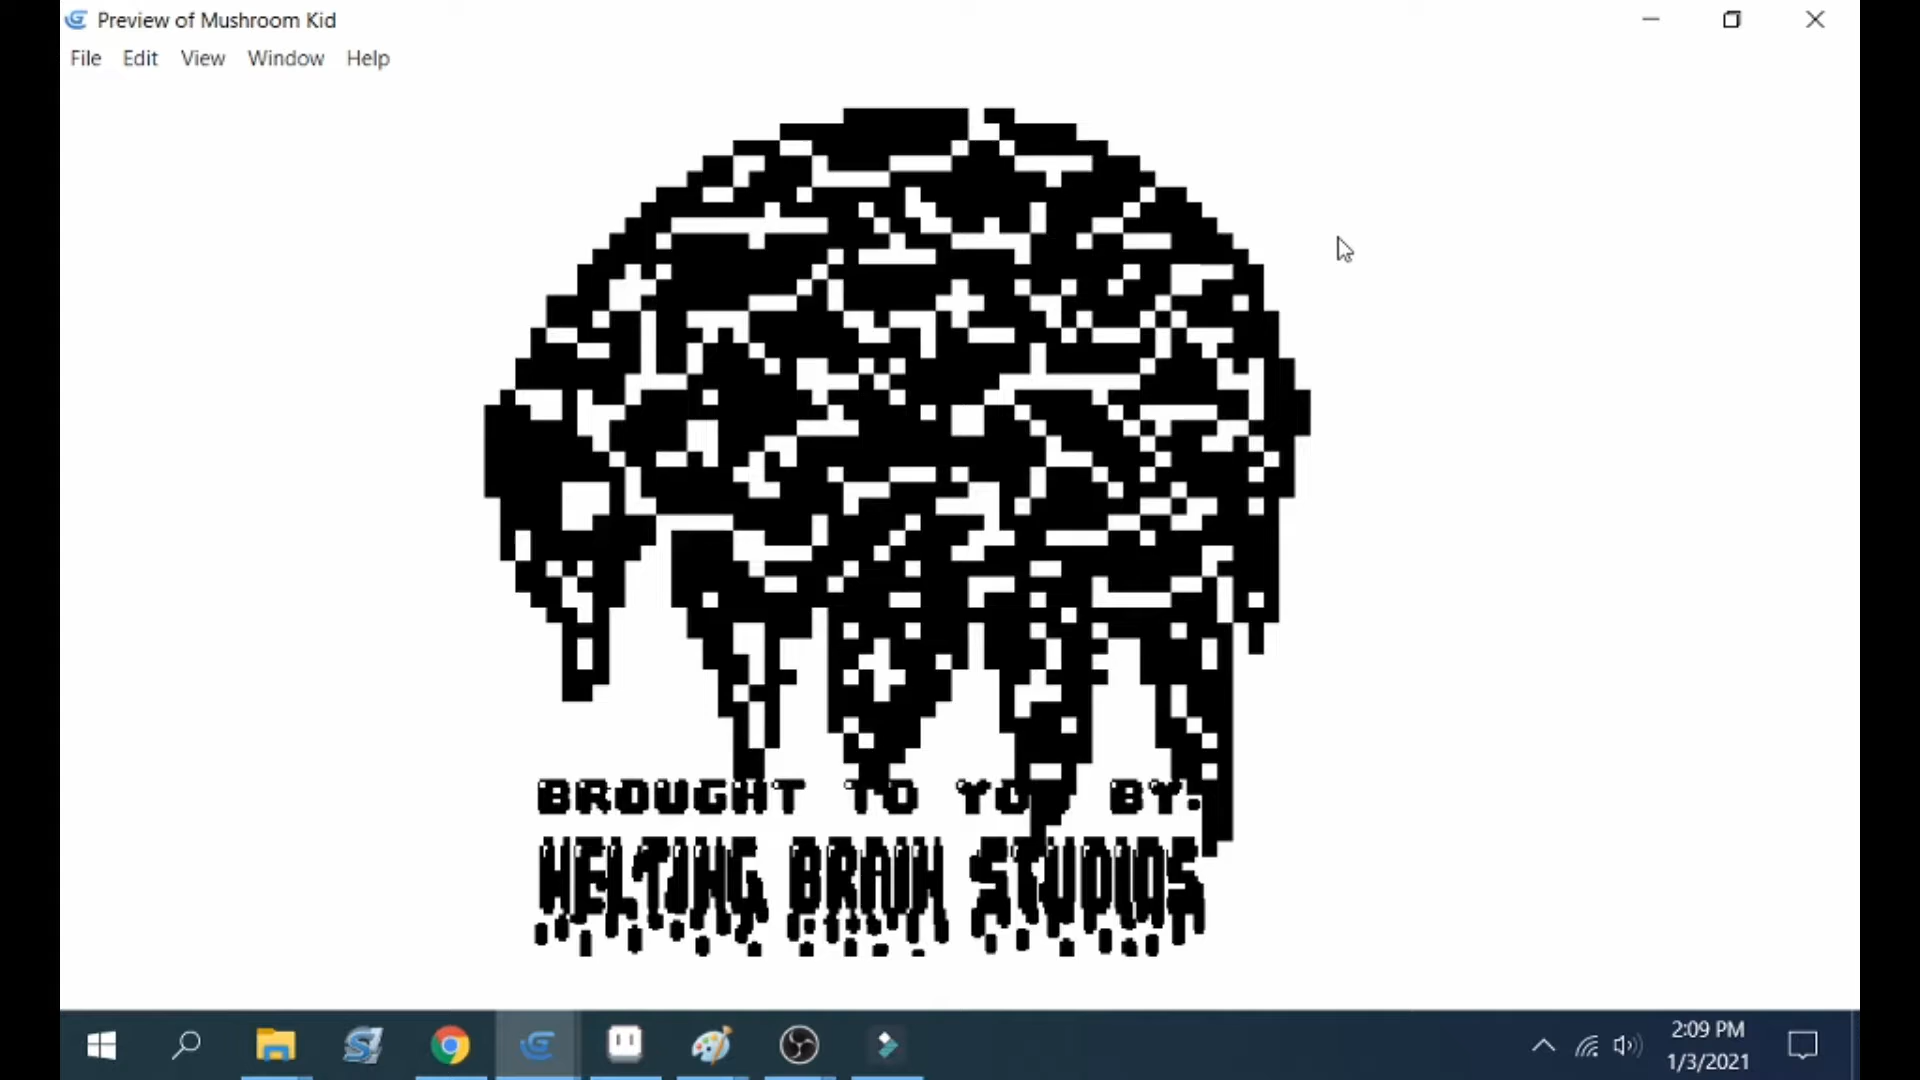 Preview of Mushroom Kid
File Edit View Window Help
BROUGHT TO YOU BY:
MELTING BRAIN STUDIOS
2:09 PM
1/3/2021